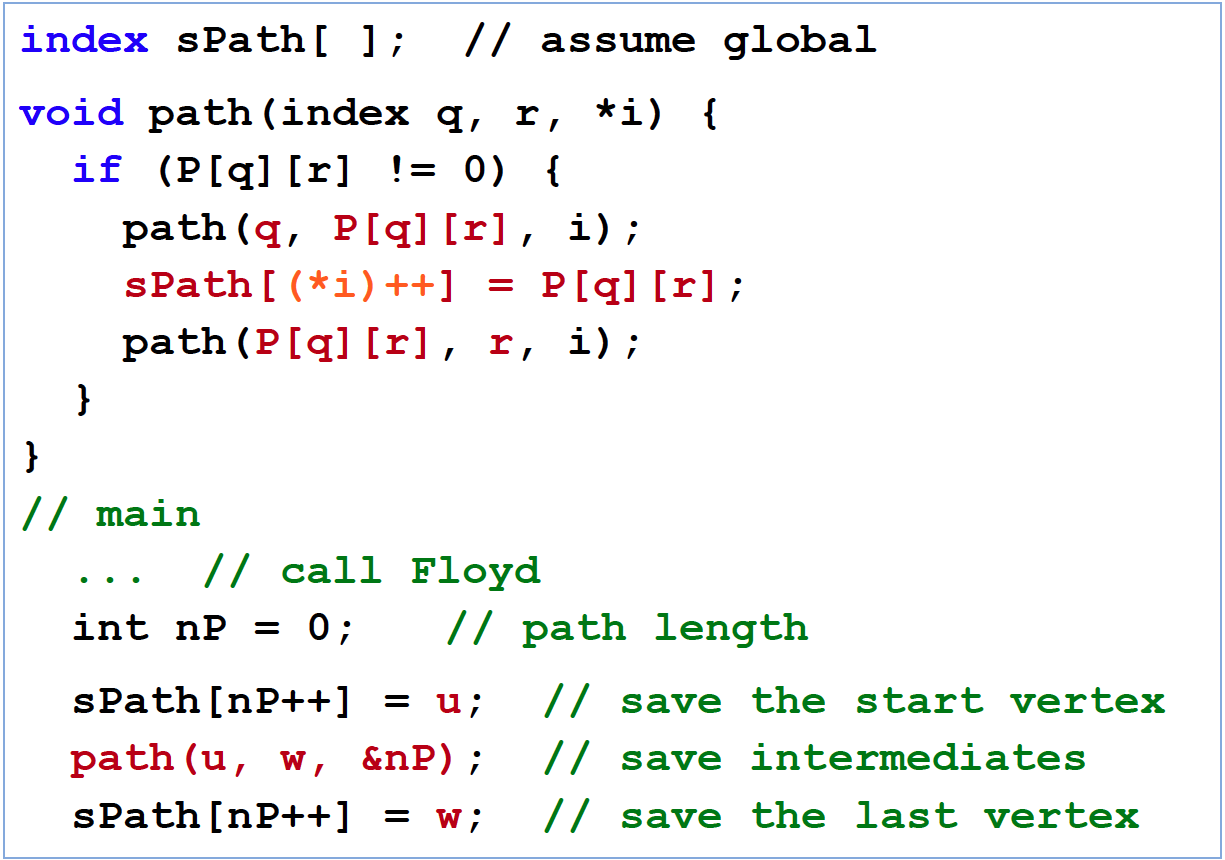 index sPath[ ];  // assume global
void path(index q, r, *i) {
  if (P[q][r] != 0) {
    path(q, P[q][r], i);
    sPath[(*i)++] = P[q][r];
    path(P[q][r], r, i);
  }
}
// main
  ...  // call Floyd
  int nP = 0;   // path length
  sPath[nP++] = u;  // save the start vertex
  path(u, w, &nP);  // save intermediates
  sPath[nP++] = w;  // save the last vertex